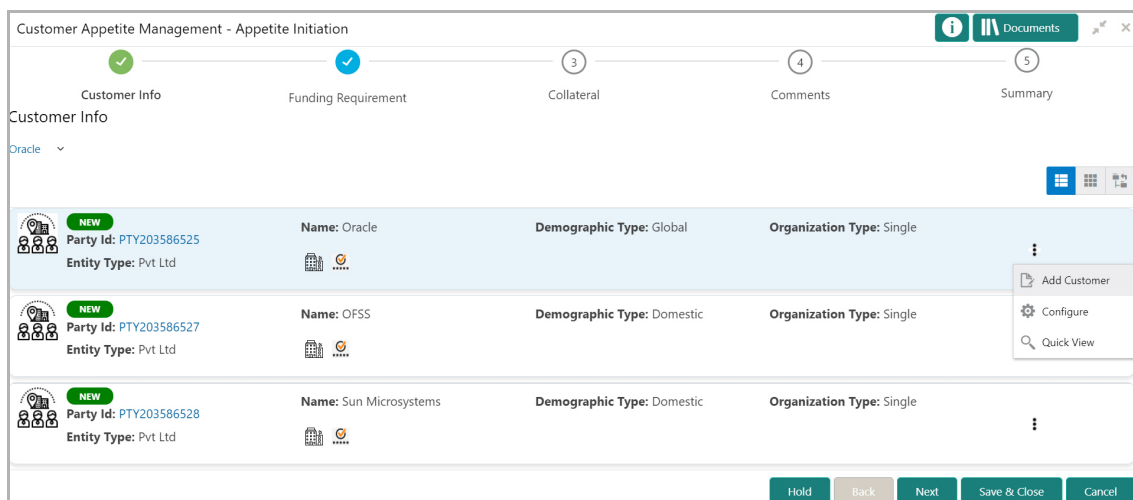 Customer Appetite Management - Appetite Initiation
i Documents
3 4 5
Customer Info Funding Requirement Collateral Comments Summary
Customer Info
Oracle
NEW
Party Id: PTY203586525 Name: Oracle Demographic Type: Global Organization Type: Single
Entity Type: Pvt Ltd
Add Customer
Configure
Quick View
NEW
Party Id: PTY203586527 Name: OFSS Demographic Type: Domestic Organization Type: Single
Entity Type: Pvt Ltd
NEW
Party Id: PTY203586528 Name: Sun Microsystems Demographic Type: Domestic Organization Type: Single
Entity Type: Pvt Ltd
Hold Back Next Save & Close Cancel